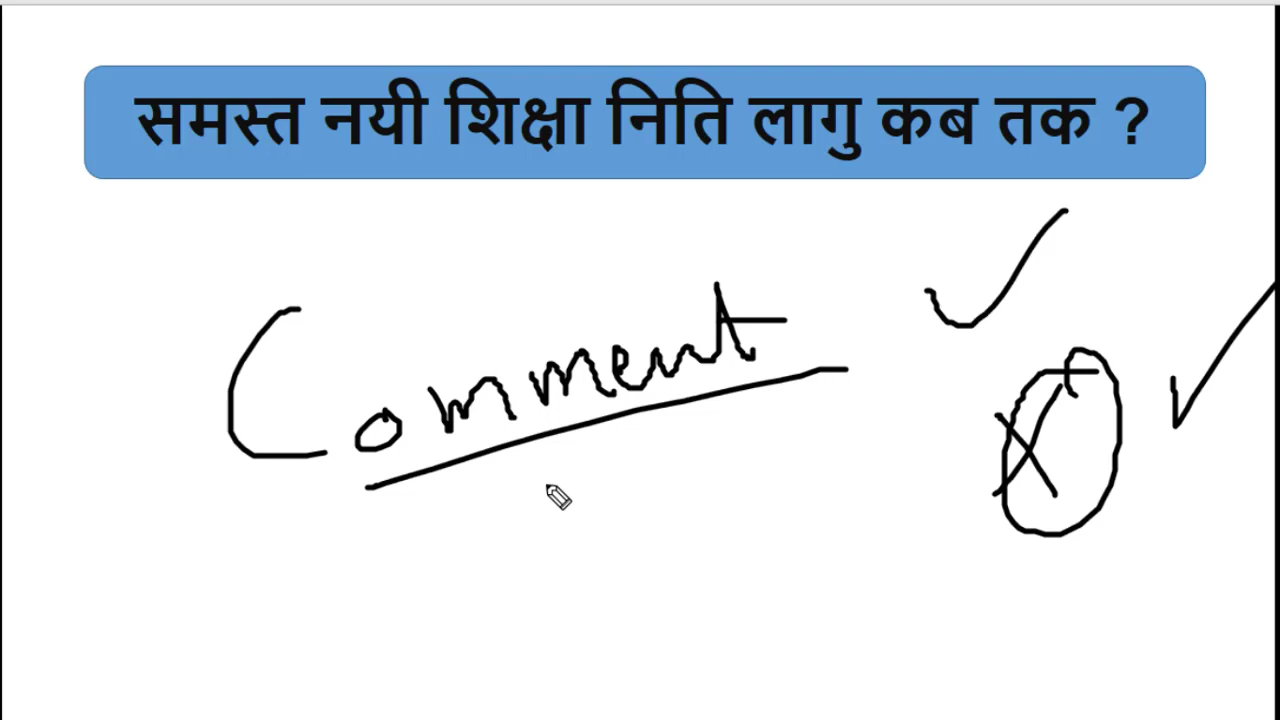 समस्त नयी शिक्षा निति लागु कब तक ?
Comment